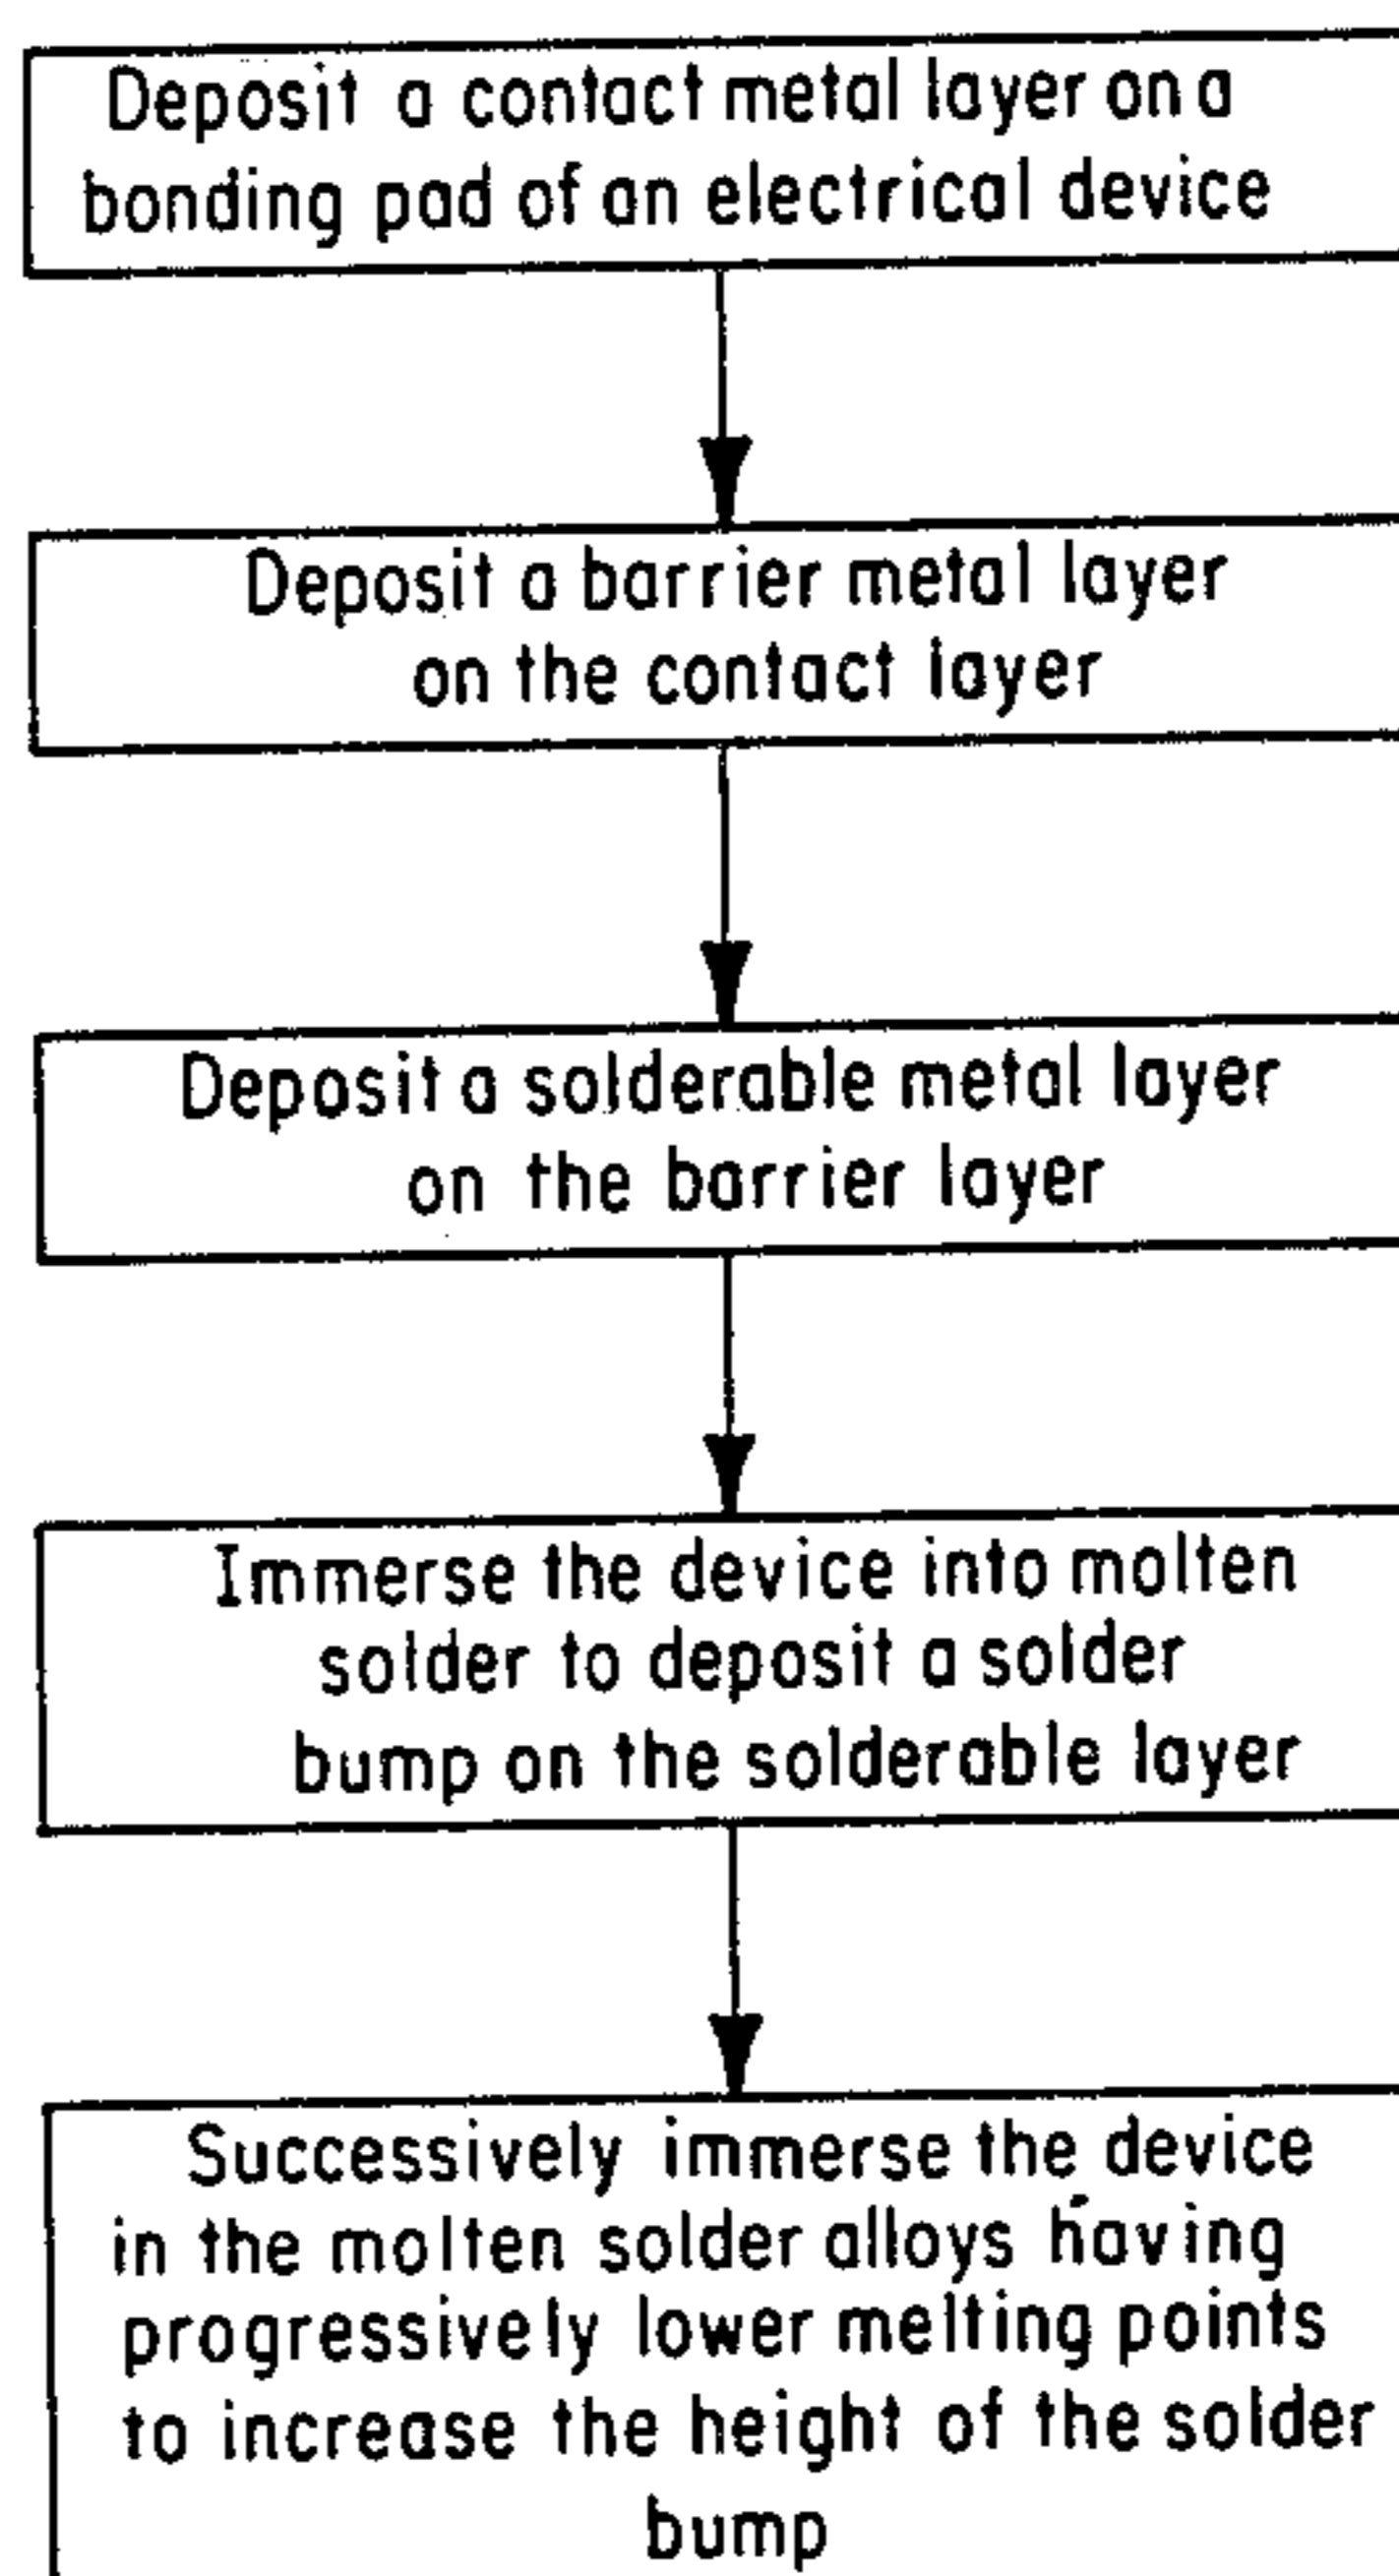 Deposit a contact metal layer on a
bonding pad of an electrical device
Deposit a barrier metal layer
on the contact layer
Deposit a solderable metal layer
on the barrier layer
Immerse the device into molten
solder to deposit a solder
bump on the solderable layer
Successively immerse the device
in the molten solder alloys having
progressively lower melting points
to increase the height of the solder
bump